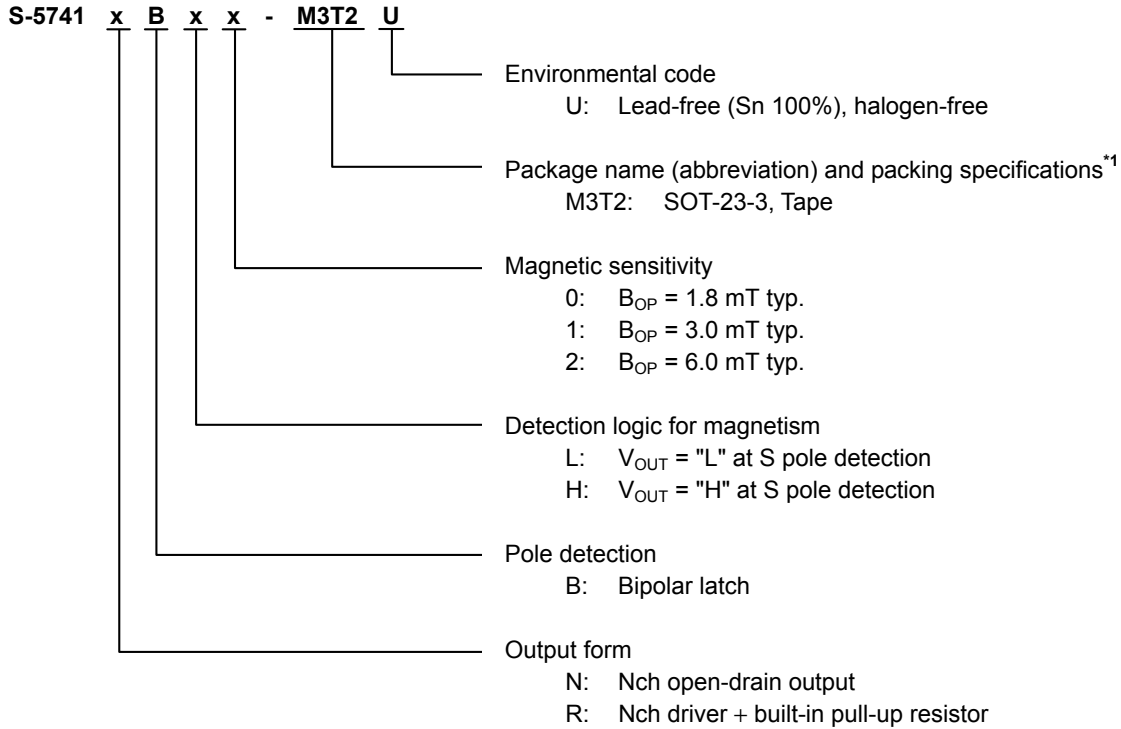 S-5741 x B x x - M3T2 U
Environmental code
U: Lead-free (Sn 100%), halogen-free
Package name (abbreviation) and packing specifications*1
M3T2: SOT-23-3, Tape
Magnetic sensitivity
0: BOP = 1.8 mT typ.
1: BOP = 3.0 mT typ.
2: BOP = 6.0 mT typ.
Detection logic for magnetism
L: VOUT = "L" at S pole detection
H: VOUT = "H" at S pole detection
Pole detection
B: Bipolar latch
Output form
N: Nch open-drain output
R: Nch driver + built-in pull-up resistor